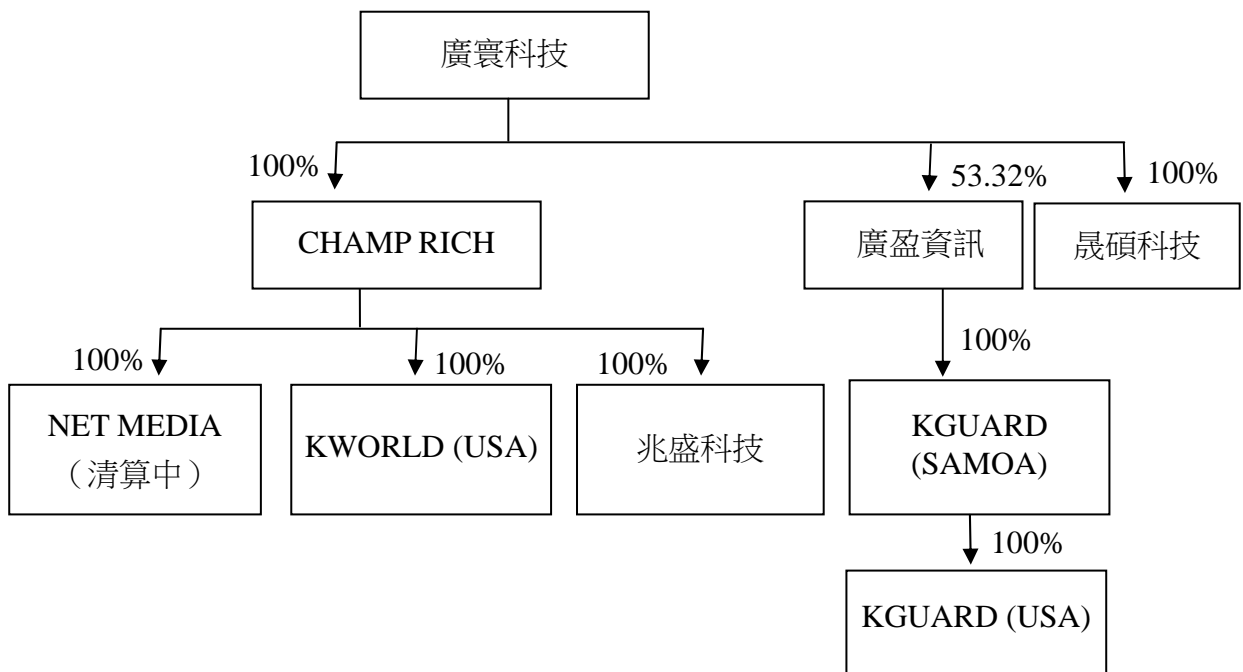 廣寰科技
100%
53.32%
100%
CHAMP RICH
廣盈資訊
晟碩科技
100%
100%
100%
100%
NET MEDIA
（清算中）
KWORLD (USA)
兆盛科技
KGUARD
(SAMOA)
100%
KGUARD (USA)